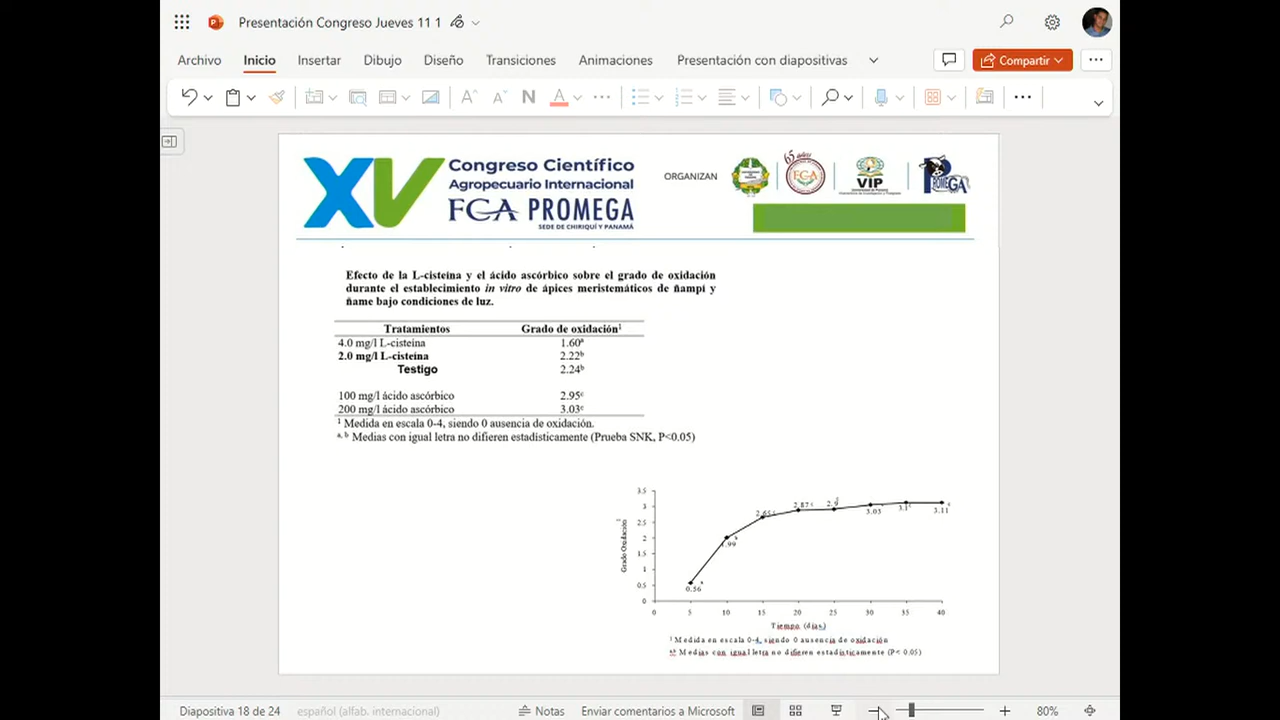 Presentación Congreso Jueves 11 1
Archivo Inicio Insertar Dibujo Diseño Transiciones Animaciones Presentación con diapositivas Compartir
N A A
XV Congreso Científico
Agropecuario Internacional
FCA PROMEGA
SEDE DE CHIRIQUÍ Y PANAMÁ
ORGANIZAN
65 años
FCA
VIP
PROMEGA
Efecto de la L-cisteína y el ácido ascórbico sobre el grado de oxidación
durante el establecimiento in vitro de ápices meristemáticos de ñampí y
ñame bajo condiciones de luz.
Tratamientos Grado de oxidación¹
4.0 mg/l L-cisteína 1.60ᵃ
2.0 mg/l L-cisteína 2.22ᵇ
Testigo 2.24ᵇ
100 mg/l ácido ascórbico 2.95ᶜ
200 mg/l ácido ascórbico 3.03ᶜ
¹ Medida en escala 0-4, siendo 0 ausencia de oxidación.
ᵃ, ᵇ Medias con igual letra no difieren estadísticamente (Prueba SNK, P<0.05)
Grado Oxidación
3.5
3
2.5
2
1.5
1
0.5
0
0.56 1.99 2.65 2.87 2.9 3.03 3.1 3.11
0 5 10 15 20 25 30 35 40
Tiempo (días)
¹ Medida en escala 0-4, siendo 0 ausencia de oxidación
ᵃ,ᵇ Medias con igual letra no difieren estadísticamente (P< 0.05)
Diapositiva 18 de 24 español (alfab. internacional) Notas Enviar comentarios a Microsoft 80%